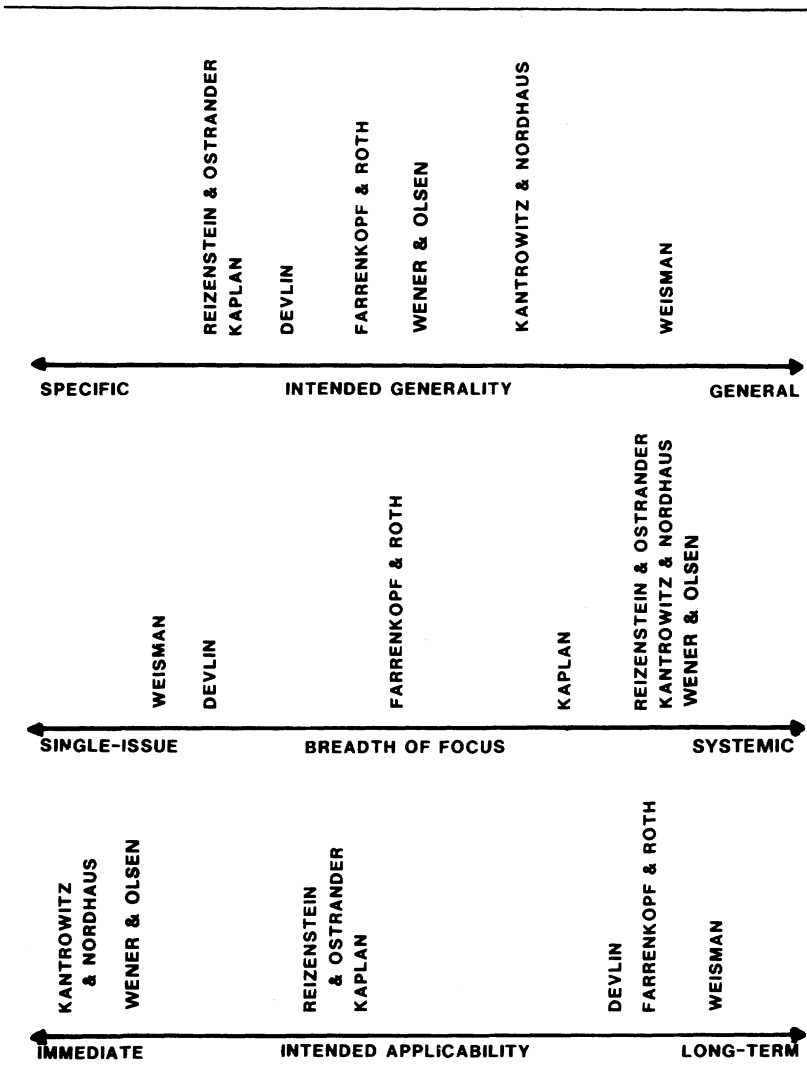 REIZENSTEIN & OSTRANDER
KAPLAN
DEVLIN
FARRENKOPF & ROTH
WENER & OLSEN
KANTROWITZ & NORDHAUS
WEISMAN
SPECIFIC
INTENDED GENERALITY
GENERAL
WEISMAN
DEVLIN
FARRENKOPF & ROTH
KAPLAN
REIZENSTEIN & OSTRANDER
KANTROWITZ & NORDHAUS
WENER & OLSEN
SINGLE-ISSUE
BREADTH OF FOCUS
SYSTEMIC
KANTROWITZ
& NORDHAUS
WENER & OLSEN
REIZENSTEIN
& OSTRANDER
KAPLAN
DEVLIN
FARRENKOPF & ROTH
WEISMAN
IMMEDIATE
INTENDED APPLICABILITY
LONG-TERM